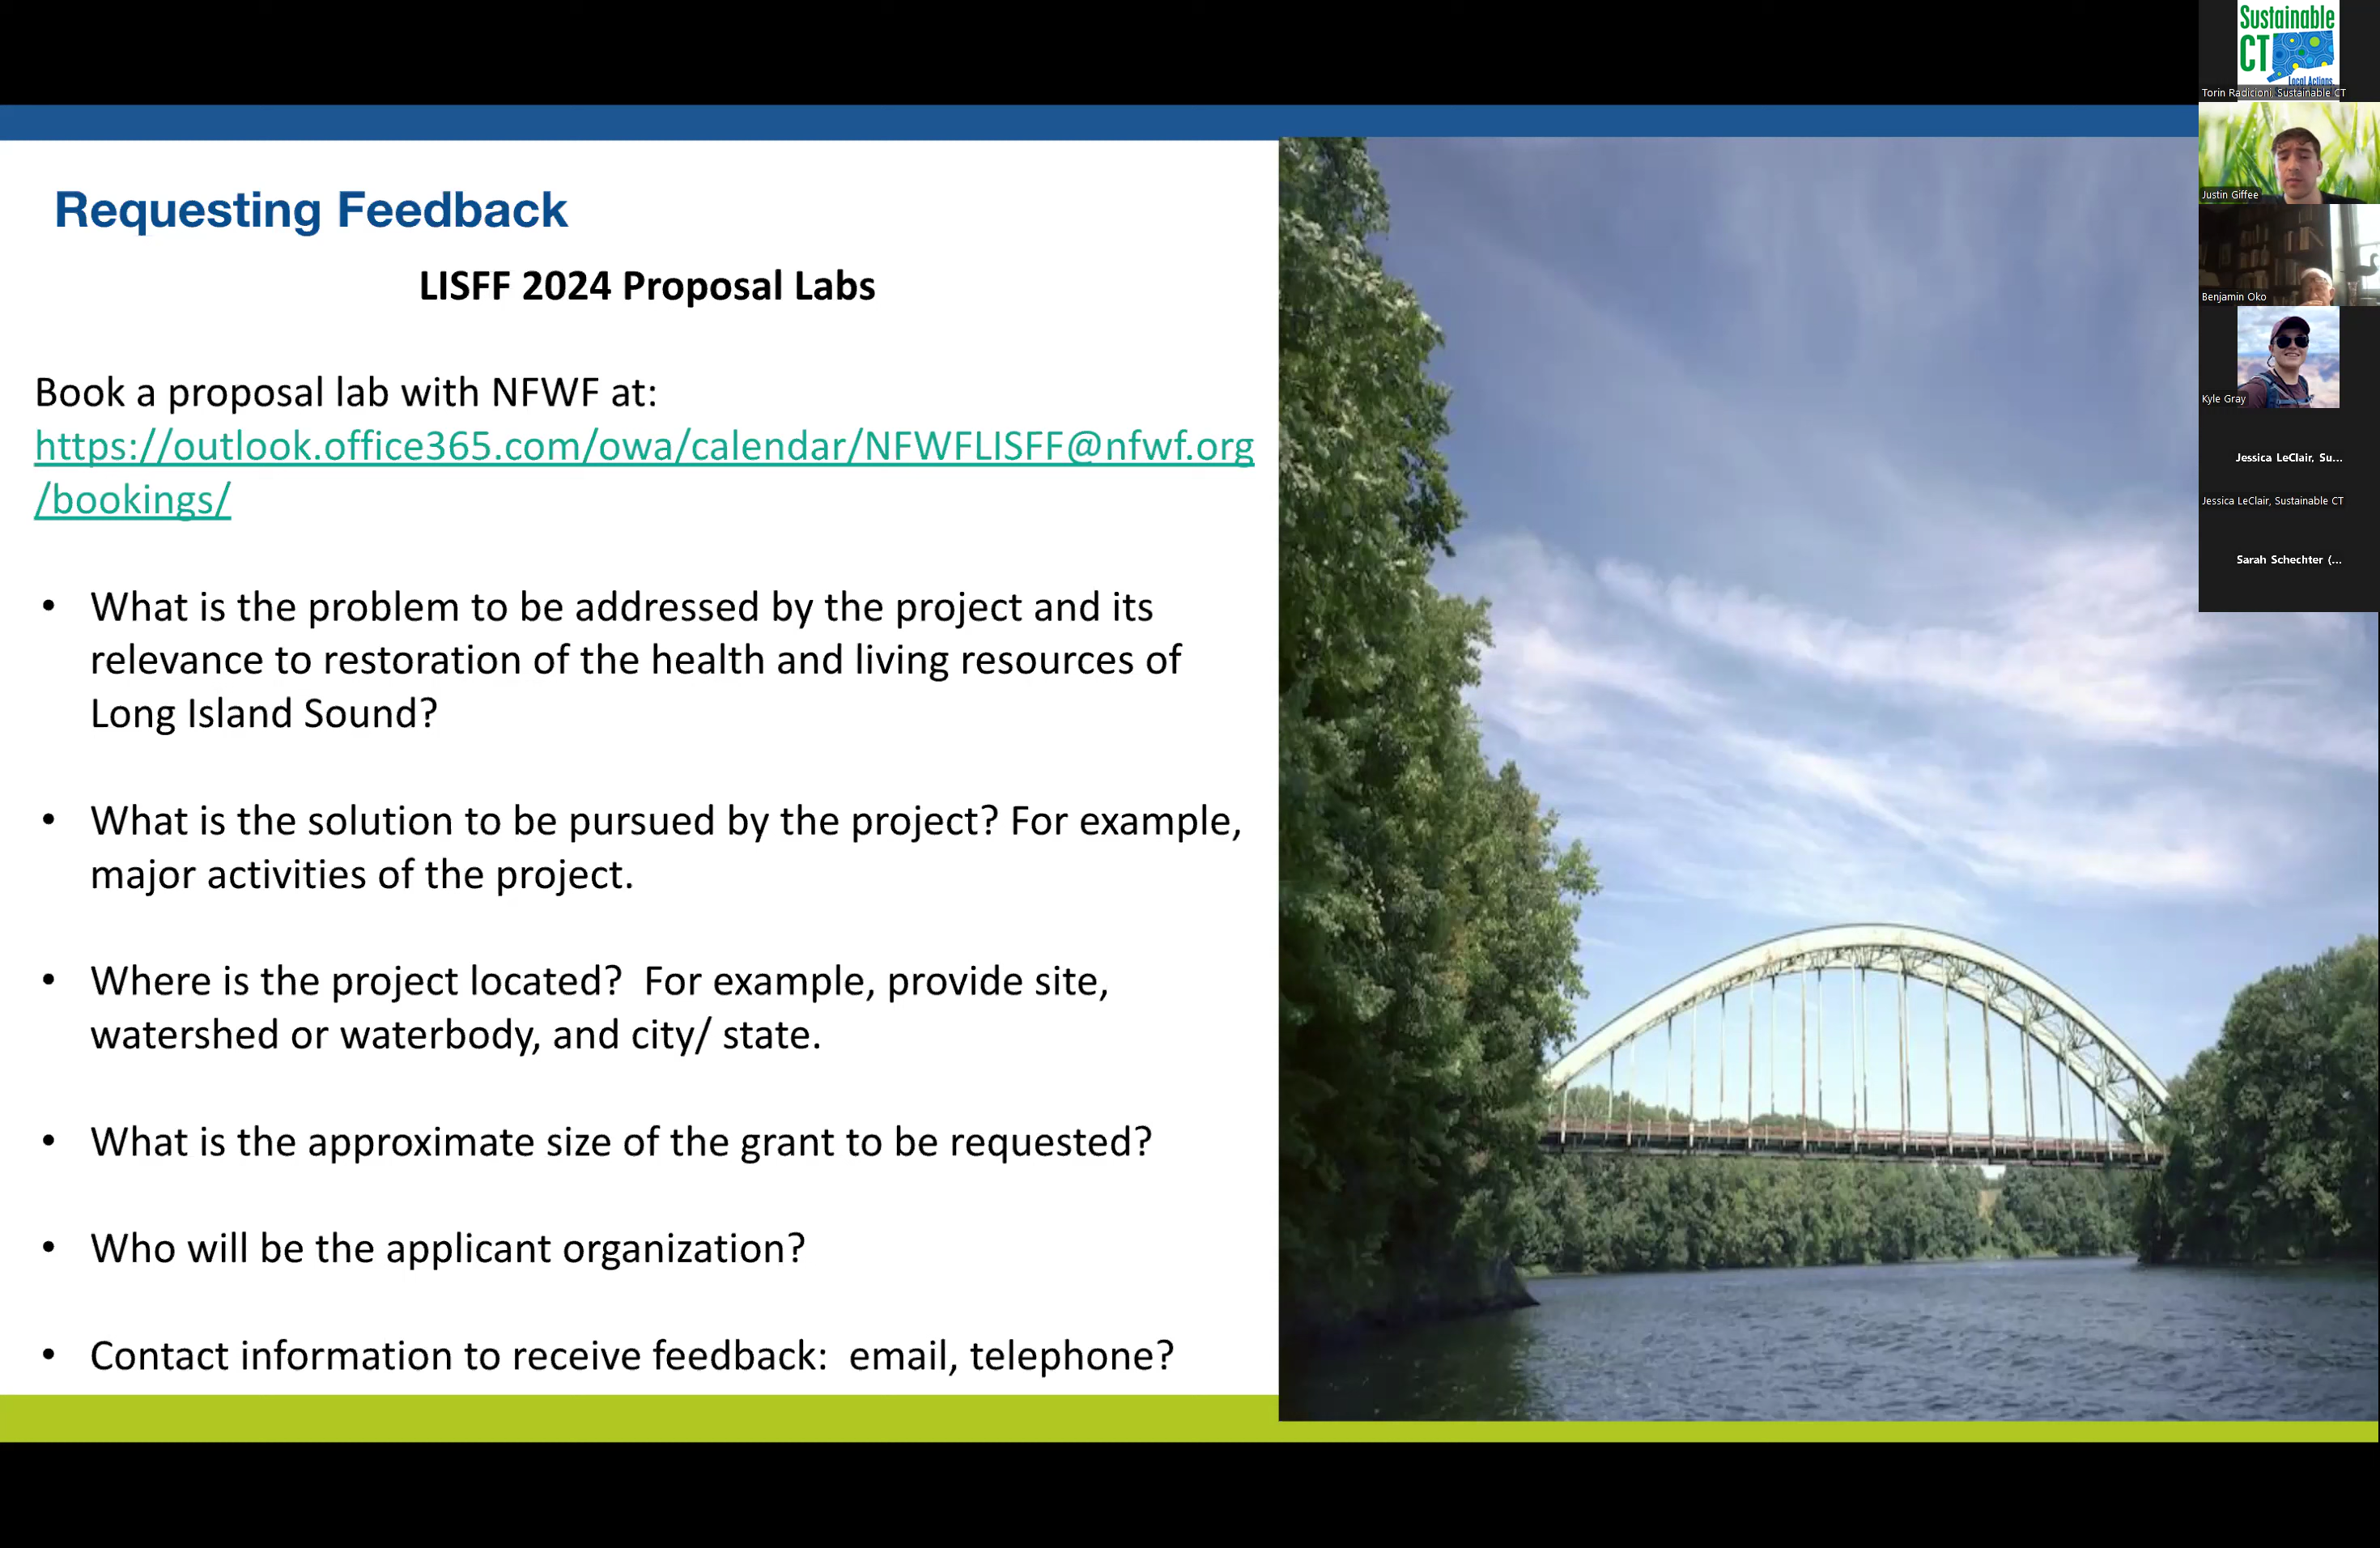 Requesting Feedback
LISFF 2024 Proposal Labs
Book a proposal lab with NFWF at:
https://outlook.office365.com/owa/calendar/NFWFLISFF@nfwf.org
/bookings/
• What is the problem to be addressed by the project and its
relevance to restoration of the health and living resources of
Long Island Sound?
• What is the solution to be pursued by the project? For example,
major activities of the project.
• Where is the project located?  For example, provide site,
watershed or waterbody, and city/ state.
• What is the approximate size of the grant to be requested?
• Who will be the applicant organization?
• Contact information to receive feedback:  email, telephone?
Sustainable
CT
Local Actions
Torin Radicioni, Sustainable CT
Justin Giffee
Benjamin Oko
Kyle Gray
Jessica LeClair, Su...
Jessica LeClair, Sustainable CT
Sarah Schechter (...